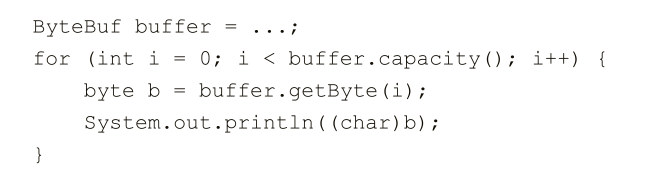 ByteBuf buffer = ...;
for (int i = 0; i < buffer.capacity(); i++) {
    byte b = buffer.getByte(i);
    System.out.println((char)b);
}